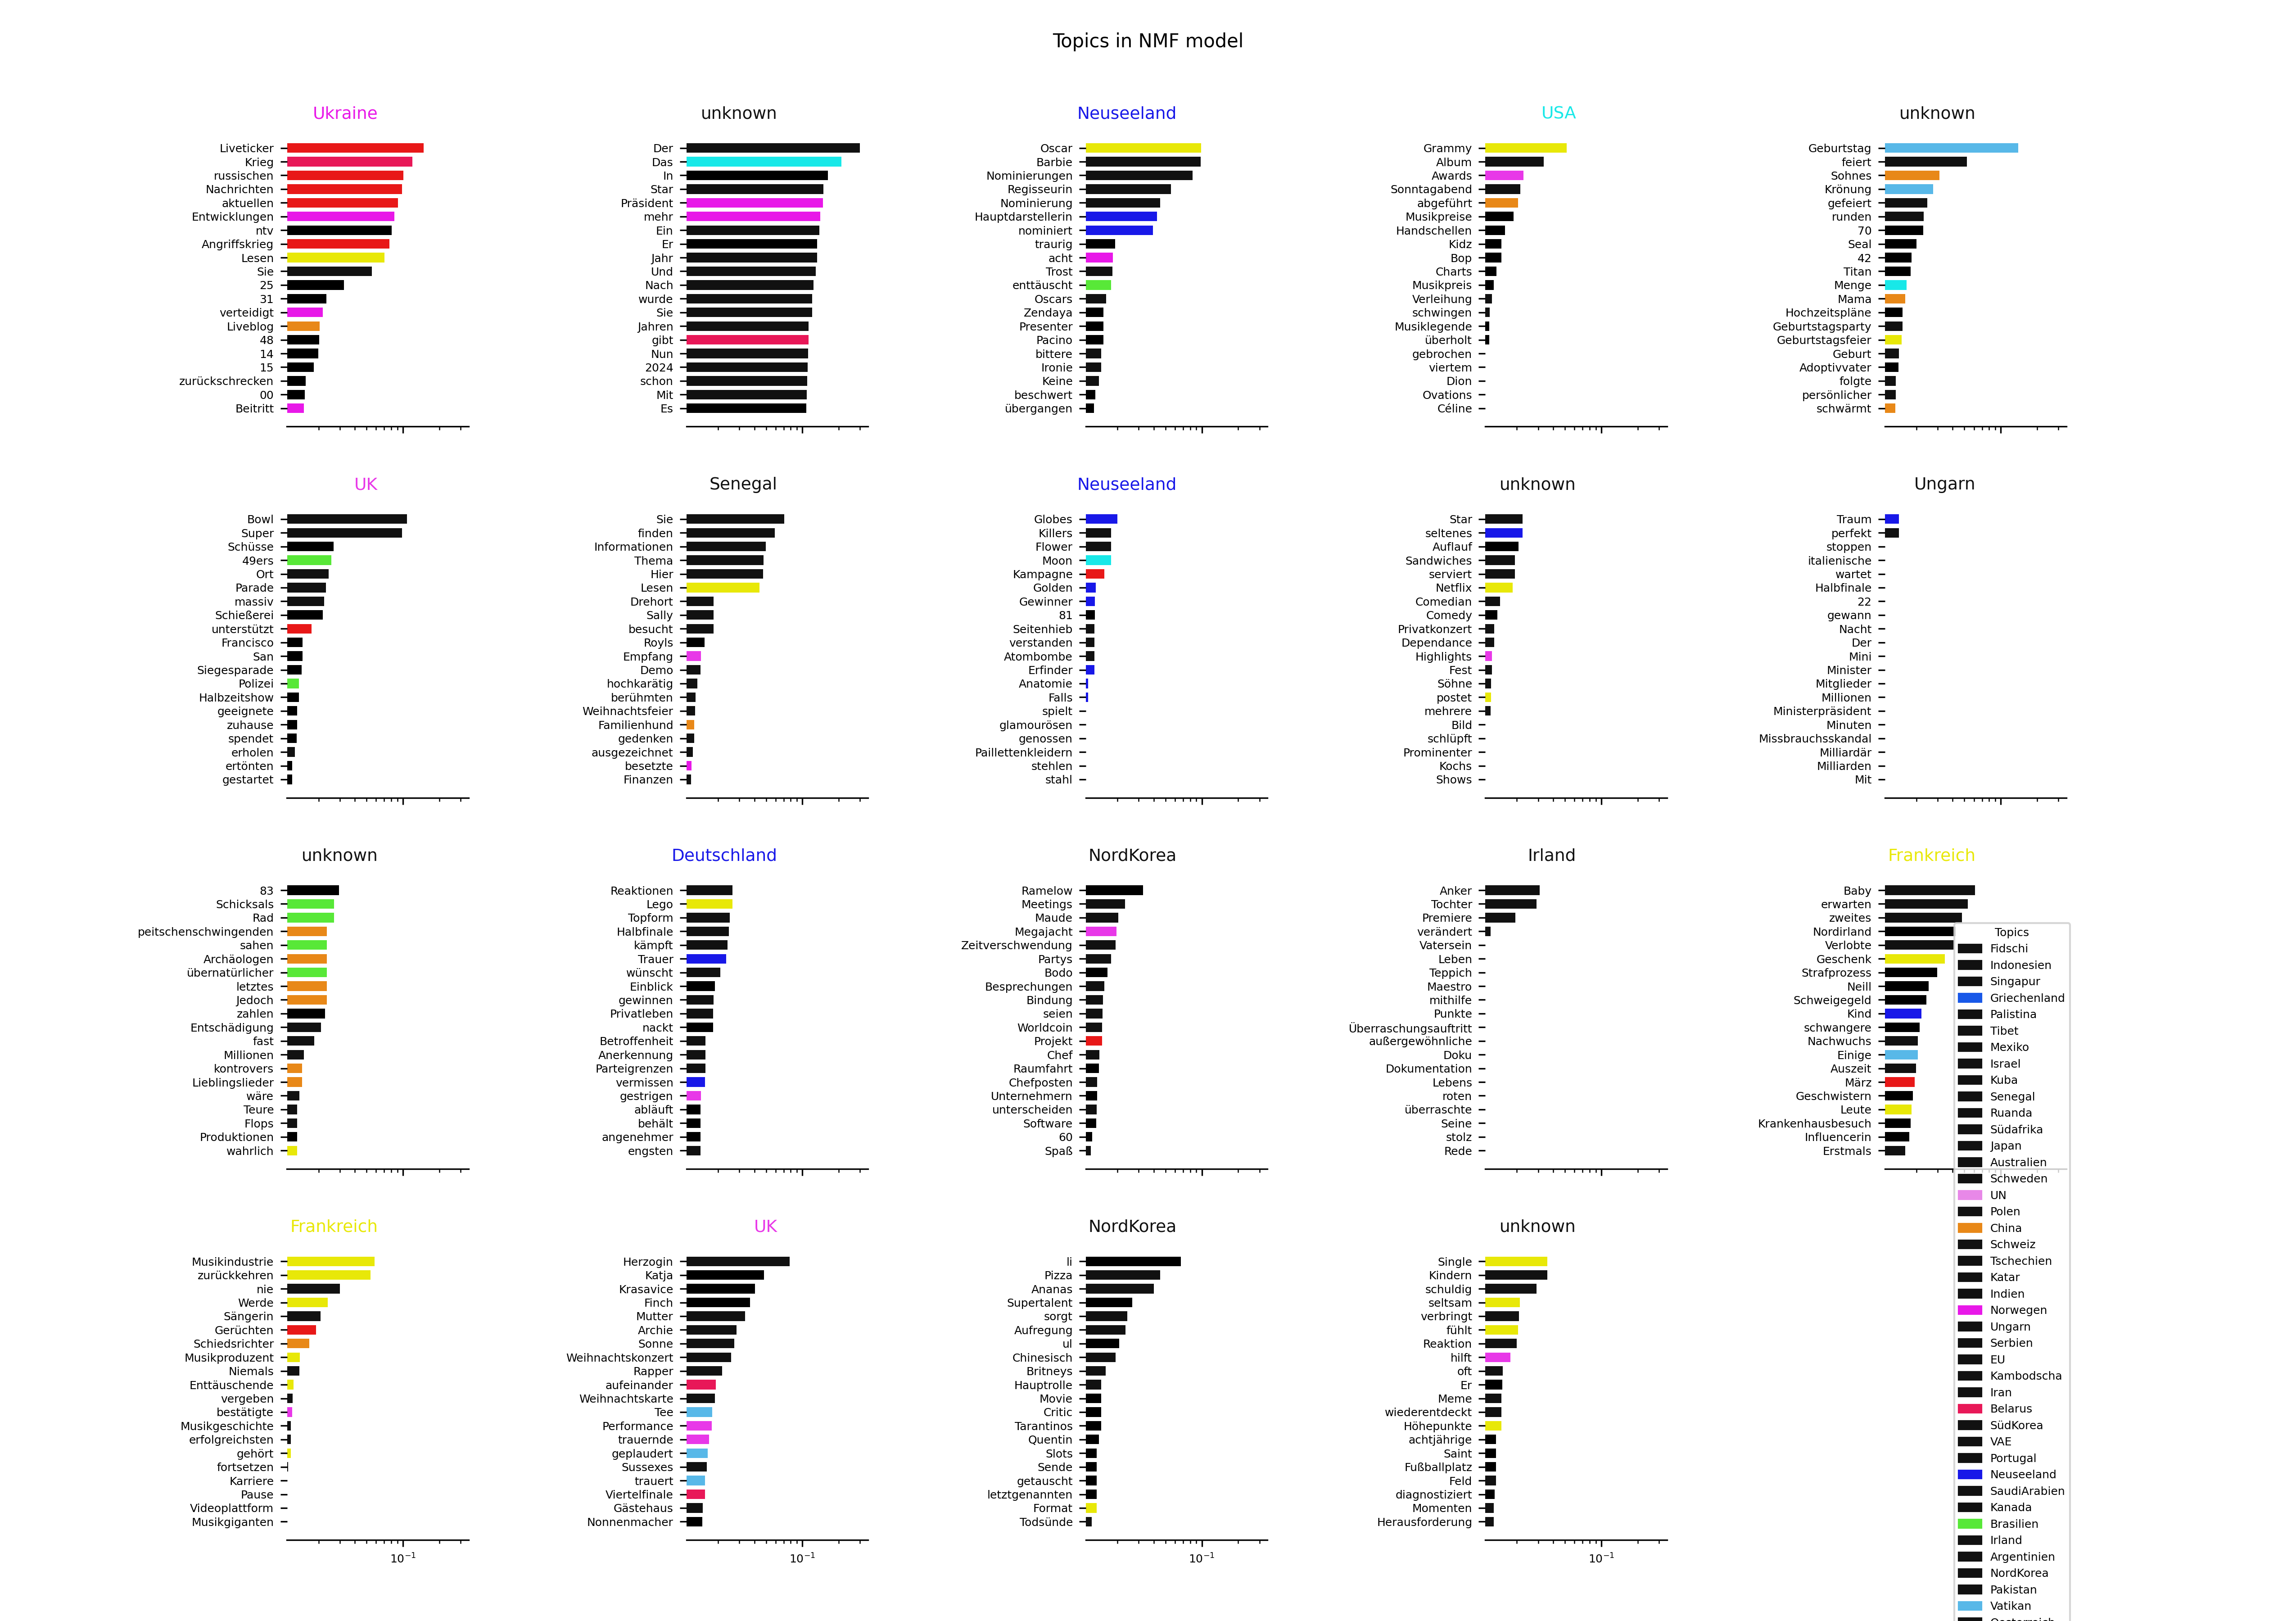 Topics in NMF model
Ukraine
Liveticker
Krieg
russischen
Nachrichten
aktuellen
Entwicklungen
ntv
Angriffskrieg
Lesen
Sie
25
31
verteidigt
Liveblog
48
14
15
zurückschrecken
00
Beitritt
unknown
Der
Das
In
Star
Präsident
mehr
Ein
Er
Jahr
Und
Nach
wurde
Sie
Jahren
gibt
Nun
2024
schon
Mit
Es
Neuseeland
Oscar
Barbie
Nominierungen
Regisseurin
Nominierung
Hauptdarstellerin
nominiert
traurig
acht
Trost
enttäuscht
Oscars
Zendaya
Presenter
Pacino
bittere
Ironie
Keine
beschwert
übergangen
USA
Grammy
Album
Awards
Sonntagabend
abgeführt
Musikpreise
Handschellen
Kidz
Bop
Charts
Musikpreis
Verleihung
schwingen
Musiklegende
überholt
gebrochen
viertem
Dion
Ovations
Céline
unknown
Geburtstag
feiert
Sohnes
Krönung
gefeiert
runden
70
Seal
42
Titan
Menge
Mama
Hochzeitspläne
Geburtstagsparty
Geburtstagsfeier
Geburt
Adoptivvater
folgte
persönlicher
schwärmt
UK
Bowl
Super
Schüsse
49ers
Ort
Parade
massiv
Schießerei
unterstützt
Francisco
San
Siegesparade
Polizei
Halbzeitshow
geeignete
zuhause
spendet
erholen
ertönten
gestartet
Senegal
Sie
finden
Informationen
Thema
Hier
Lesen
Drehort
Sally
besucht
Royls
Empfang
Demo
hochkarätig
berühmten
Weihnachtsfeier
Familienhund
gedenken
ausgezeichnet
besetzte
Finanzen
Neuseeland
Globes
Killers
Flower
Moon
Kampagne
Golden
Gewinner
81
Seitenhieb
verstanden
Atombombe
Erfinder
Anatomie
Falls
spielt
glamourösen
genossen
Paillettenkleidern
stehlen
stahl
unknown
Star
seltenes
Auflauf
Sandwiches
serviert
Netflix
Comedian
Comedy
Privatkonzert
Dependance
Highlights
Fest
Söhne
postet
mehrere
Bild
schlüpft
Prominenter
Kochs
Shows
Ungarn
Traum
perfekt
stoppen
italienische
wartet
Halbfinale
22
gewann
Nacht
Der
Mini
Minister
Mitglieder
Millionen
Ministerpräsident
Minuten
Missbrauchsskandal
Milliardär
Milliarden
Mit
unknown
83
Schicksals
Rad
peitschenschwingenden
sahen
Archäologen
übernatürlicher
letztes
Jedoch
zahlen
Entschädigung
fast
Millionen
kontrovers
Lieblingslieder
wäre
Teure
Flops
Produktionen
wahrlich
Deutschland
Reaktionen
Lego
Topform
Halbfinale
kämpft
Trauer
wünscht
Einblick
gewinnen
Privatleben
nackt
Betroffenheit
Anerkennung
Parteigrenzen
vermissen
gestrigen
abläuft
behält
angenehmer
engsten
NordKorea
Ramelow
Meetings
Maude
Megajacht
Zeitverschwendung
Partys
Bodo
Besprechungen
Bindung
seien
Worldcoin
Projekt
Chef
Raumfahrt
Chefposten
Unternehmern
unterscheiden
Software
60
Spaß
Irland
Anker
Tochter
Premiere
verändert
Vatersein
Leben
Teppich
Maestro
mithilfe
Punkte
Überraschungsauftritt
außergewöhnliche
Doku
Dokumentation
Lebens
roten
überraschte
Seine
stolz
Rede
Frankreich
Baby
erwarten
zweites
Nordirland
Verlobte
Geschenk
Strafprozess
Neill
Schweigegeld
Kind
schwangere
Nachwuchs
Einige
Auszeit
März
Geschwistern
Leute
Krankenhausbesuch
Influencerin
Erstmals
Frankreich
Musikindustrie
zurückkehren
nie
Werde
Sängerin
Gerüchten
Schiedsrichter
Musikproduzent
Niemals
Enttäuschende
vergeben
bestätigte
Musikgeschichte
erfolgreichsten
gehört
fortsetzen
Karriere
Pause
Videoplattform
Musikgiganten
10⁻¹
UK
Herzogin
Katja
Krasavice
Finch
Mutter
Archie
Sonne
Weihnachtskonzert
Rapper
aufeinander
Weihnachtskarte
Tee
Performance
trauernde
geplaudert
Sussexes
trauert
Viertelfinale
Gästehaus
Nonnenmacher
10⁻¹
NordKorea
li
Pizza
Ananas
Supertalent
sorgt
Aufregung
ul
Chinesisch
Britneys
Hauptrolle
Movie
Critic
Tarantinos
Quentin
Slots
Sende
getauscht
letztgenannten
Format
Todsünde
10⁻¹
unknown
Single
Kindern
schuldig
seltsam
verbringt
fühlt
Reaktion
hilft
oft
Er
Meme
wiederentdeckt
Höhepunkte
achtjährige
Saint
Fußballplatz
Feld
diagnostiziert
Momenten
Herausforderung
10⁻¹
Topics
Fidschi
Indonesien
Singapur
Griechenland
Palistina
Tibet
Mexiko
Israel
Kuba
Senegal
Ruanda
Südafrika
Japan
Australien
Schweden
UN
Polen
China
Schweiz
Tschechien
Katar
Indien
Norwegen
Ungarn
Serbien
EU
Kambodscha
Iran
Belarus
SüdKorea
VAE
Portugal
Neuseeland
SaudiArabien
Kanada
Brasilien
Irland
Argentinien
NordKorea
Pakistan
Vatikan